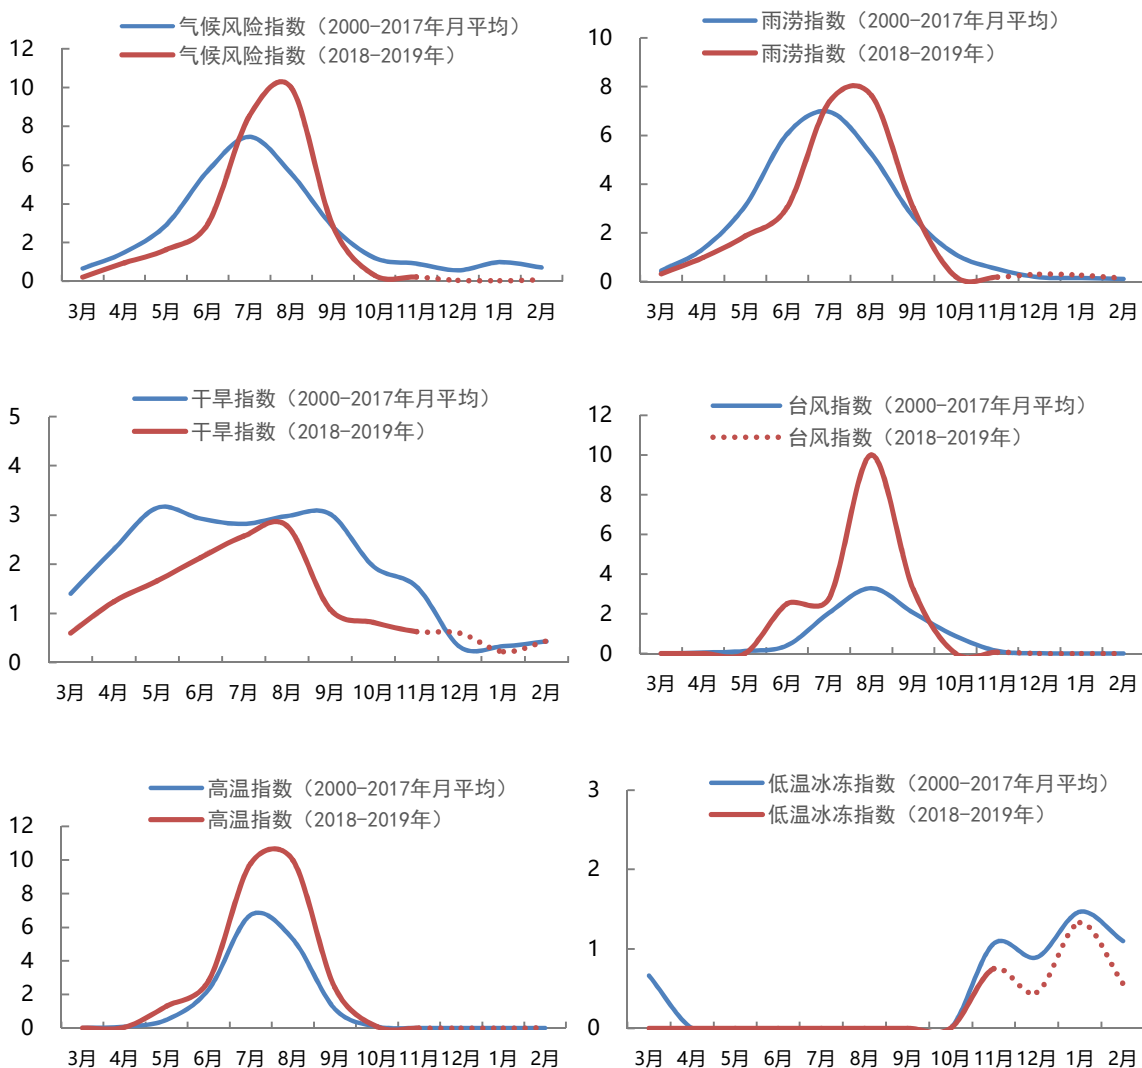 气候风险指数（2000-2017年月平均）
气候风险指数（2018-2019年）
12
10
8
6
4
2
0
3月 4月 5月 6月 7月 8月 9月 10月 11月 12月 1月 2月
雨涝指数（2000-2017年月平均）
雨涝指数（2018-2019年）
10
8
6
4
2
0
3月 4月 5月 6月 7月 8月 9月 10月 11月 12月 1月 2月
干旱指数（2000-2017年月平均）
干旱指数（2018-2019年）
5
4
3
2
1
0
3月 4月 5月 6月 7月 8月 9月 10月 11月 12月 1月 2月
台风指数（2000-2017年月平均）
台风指数（2018-2019年）
12
10
8
6
4
2
0
3月 4月 5月 6月 7月 8月 9月 10月 11月 12月 1月 2月
高温指数（2000-2017年月平均）
高温指数（2018-2019年）
12
10
8
6
4
2
0
3月 4月 5月 6月 7月 8月 9月 10月 11月 12月 1月 2月
低温冰冻指数（2000-2017年月平均）
低温冰冻指数（2018-2019年）
3
2
1
0
3月 4月 5月 6月 7月 8月 9月 10月 11月 12月 1月 2月